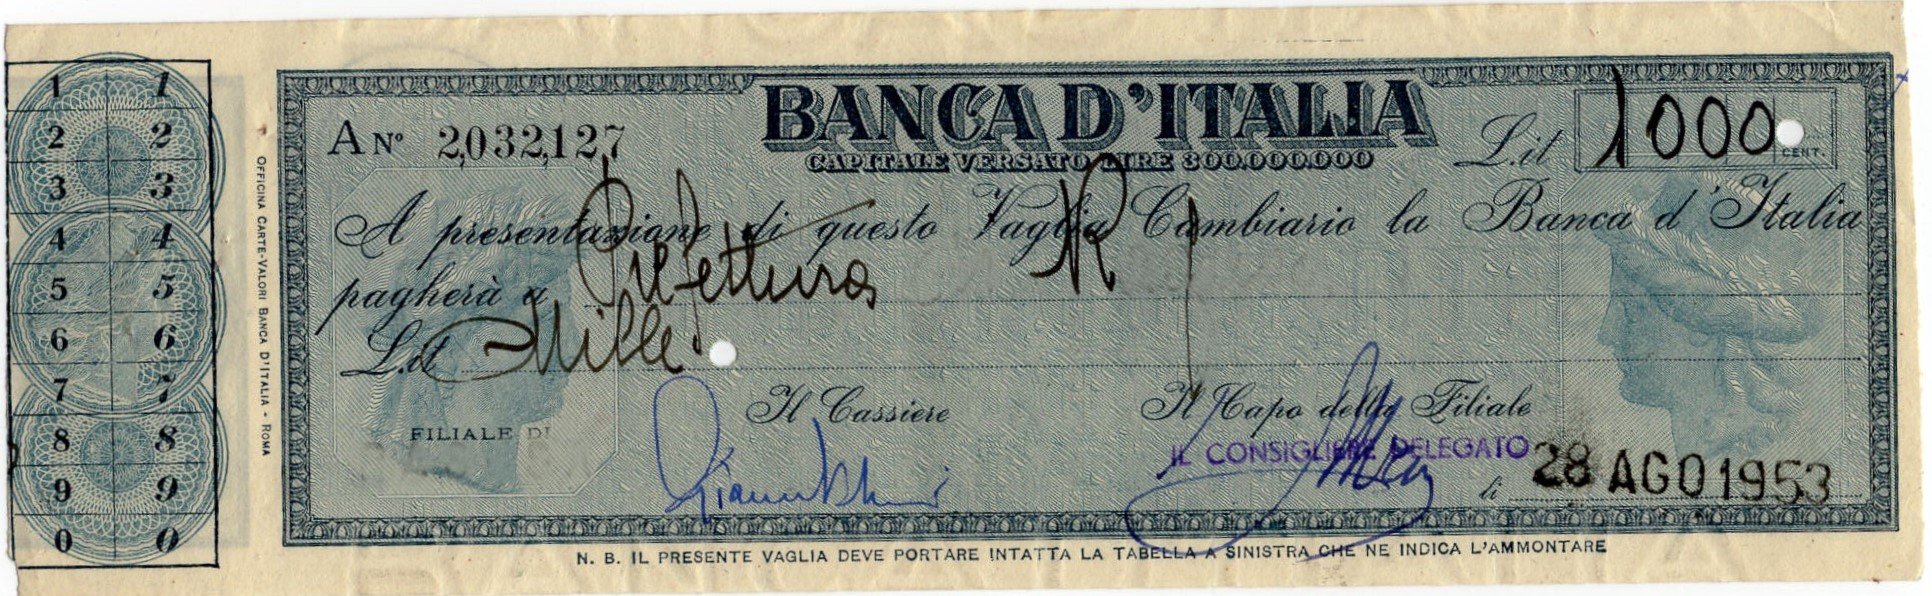 1 1
2 2
3 3
4 4
5 5
6 6
7 7
8 8
9 9
0 0
OFFICINA CARTE-VALORI BANCA D'ITALIA - ROMA
BANCA D'ITALIA
CAPITALE VERSATO LIRE 300.000.000
A N° 2,032,127
L.it 1000
CENT.
A presentazione di questo Vaglia Cambiario la Banca d'Italia
pagherà a Prefettura
L.it Mille
Il Cassiere Il Capo della Filiale
FILIALE DI
IL CONSIGLIERE DELEGATO
li 28 AGO 1953
N. B. IL PRESENTE VAGLIA DEVE PORTARE INTATTA LA TABELLA A SINISTRA CHE NE INDICA L'AMMONTARE